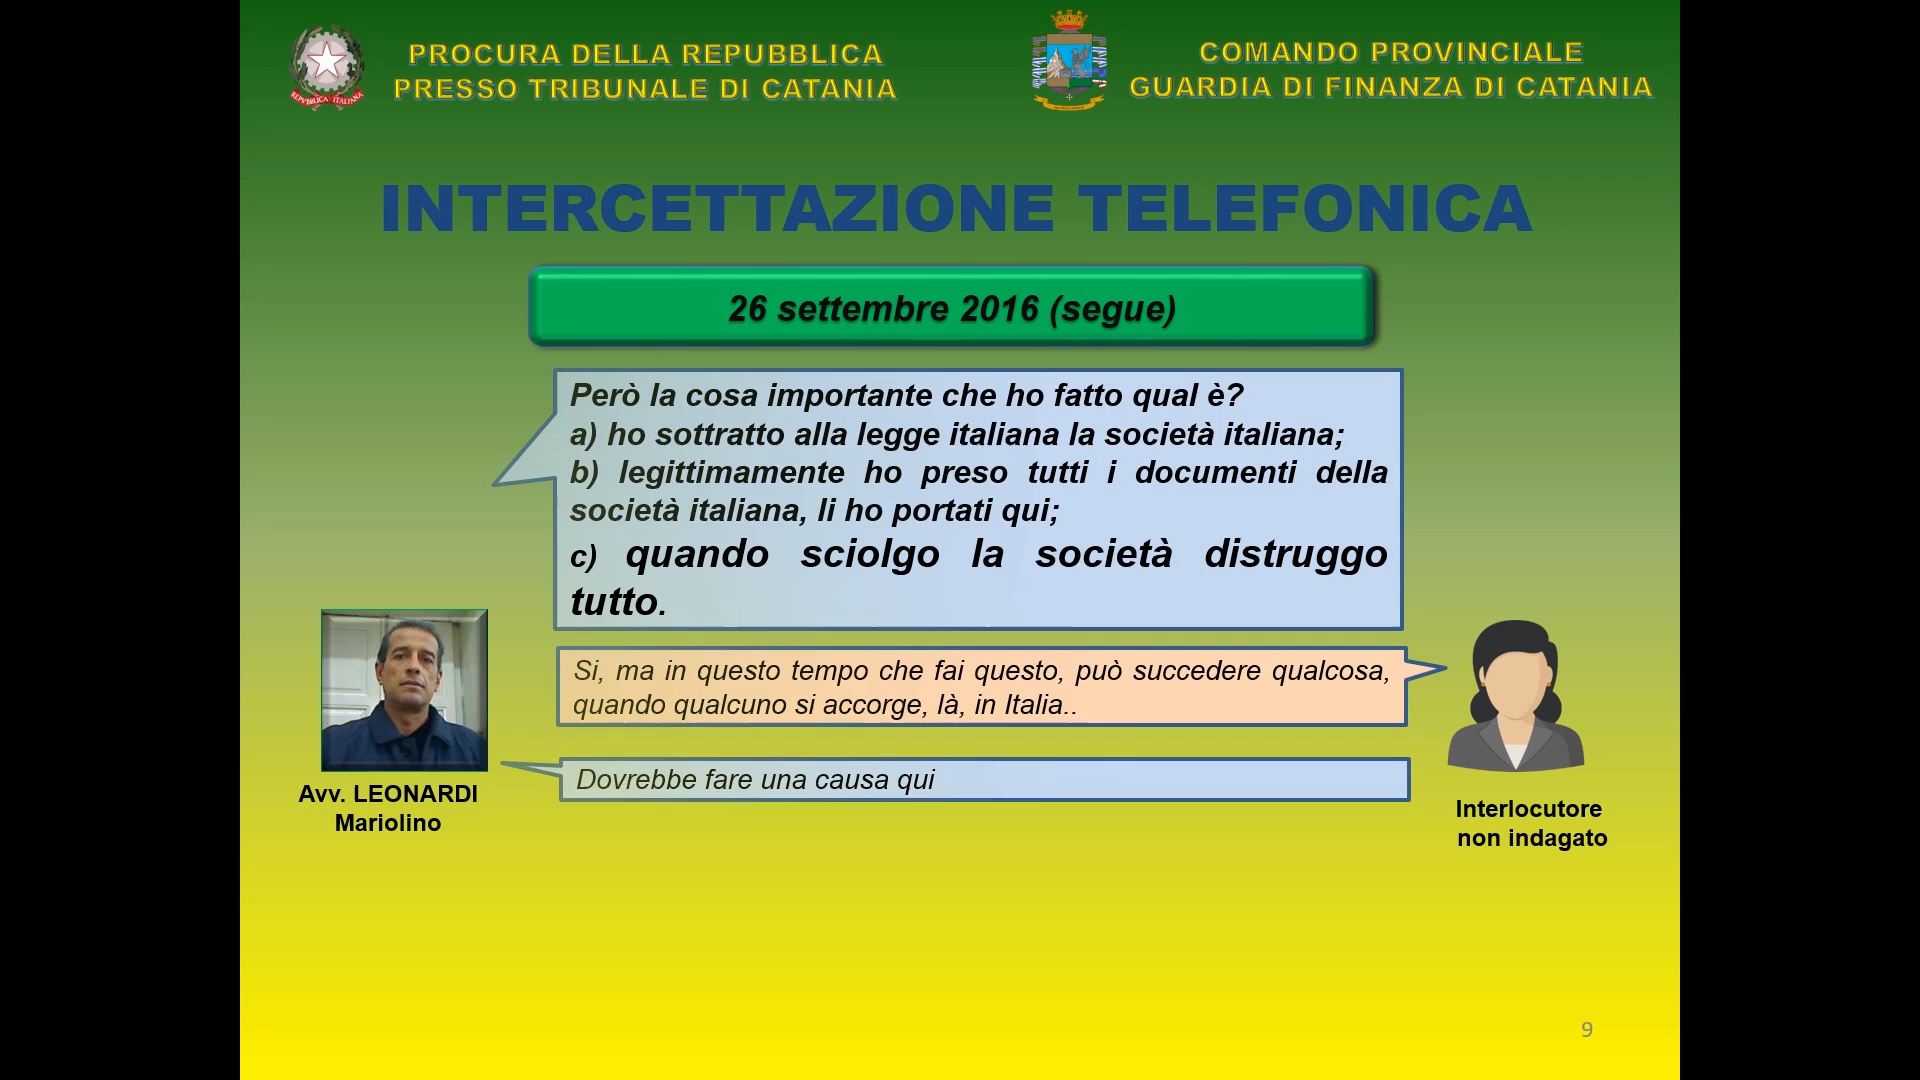 PROCURA DELLA REPUBBLICA
PRESSO TRIBUNALE DI CATANIA
COMANDO PROVINCIALE
GUARDIA DI FINANZA DI CATANIA
REPVBBLICA ITALIANA
INTERCETTAZIONE TELEFONICA
26 settembre 2016 (segue)
Però la cosa importante che ho fatto qual è?
a) ho sottratto alla legge italiana la società italiana;
b) legittimamente ho preso tutti i documenti della
società italiana, li ho portati qui;
c) quando sciolgo la società distruggo
tutto.
Si, ma in questo tempo che fai questo, può succedere qualcosa,
quando qualcuno si accorge, là, in Italia..
Dovrebbe fare una causa qui
Avv. LEONARDI
Mariolino
Interlocutore
non indagato
9